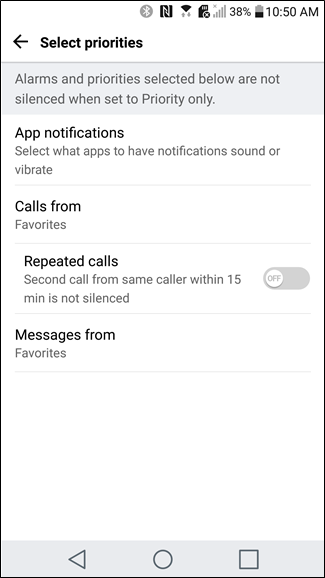 38% 10:50 AM
Select priorities
Alarms and priorities selected below are not
silenced when set to Priority only.
App notifications
Select what apps to have notifications sound or
vibrate
Calls from
Favorites
Repeated calls
Second call from same caller within 15
min is not silenced
OFF
Messages from
Favorites